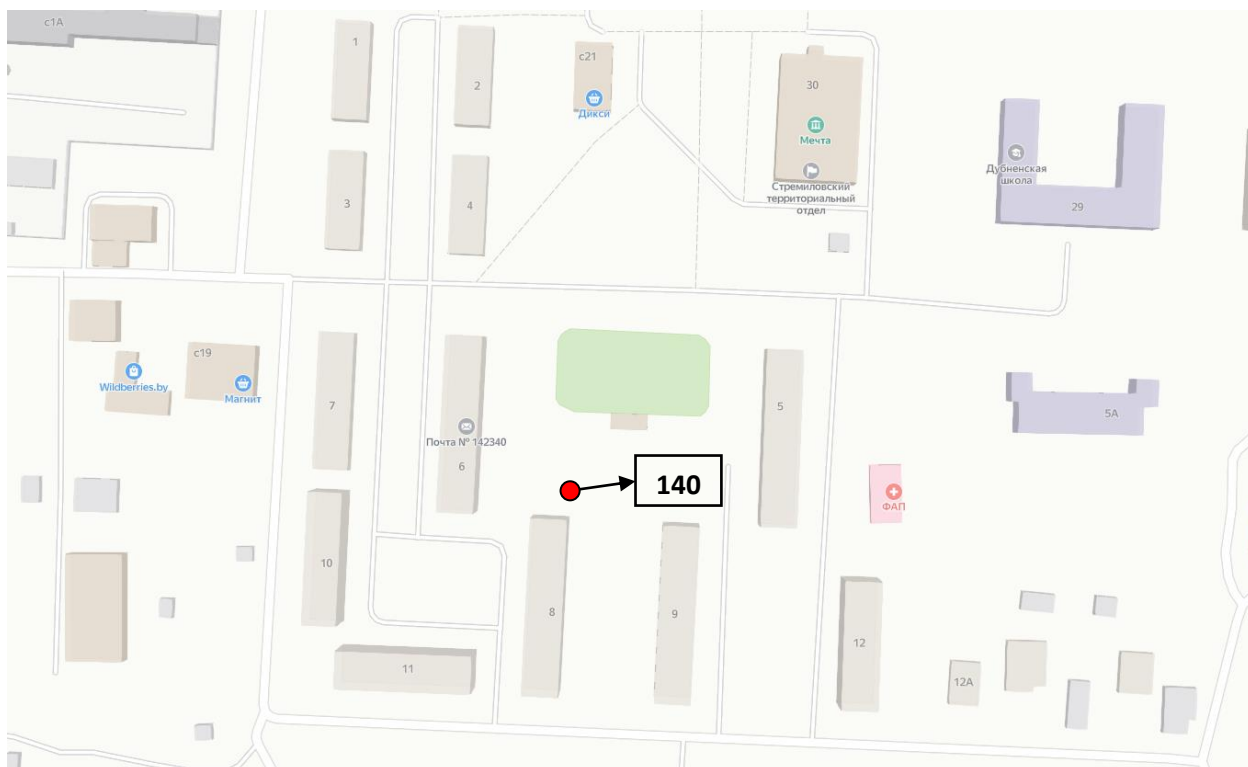 с1А
1
2
с21
Дикси
30
Мечта
Стремиловский
территориальный
отдел
Дубненская
школа
29
3
4
с19
Wildberries.by
Магнит
7
Почта № 142340
6
5
5А
140
ФАП
10
8
9
11
12
12А